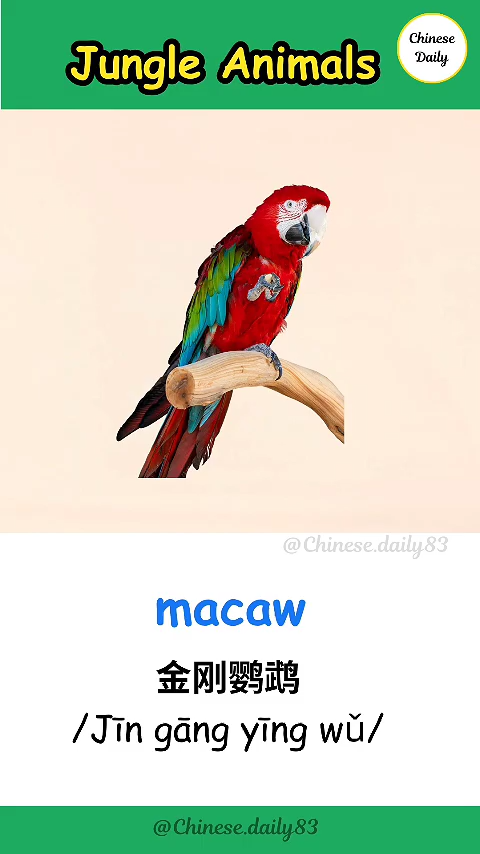 Jungle Animals
Chinese
Daily
@Chinese.daily83
macaw
金刚鹦鹉
/Jīn gāng yīng wǔ/
@Chinese.daily83